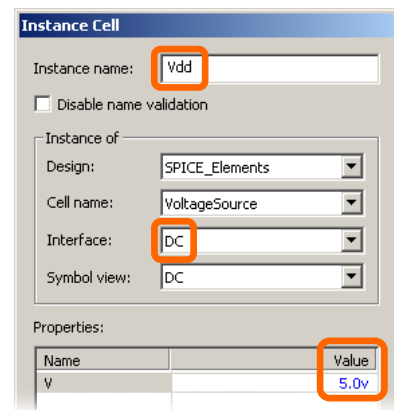 Instance Cell
Instance name: Vdd
Disable name validation
Instance of
Design: SPICE_Elements
Cell name: VoltageSource
Interface: DC
Symbol view: DC
Properties:
Name Value
V 5.0v